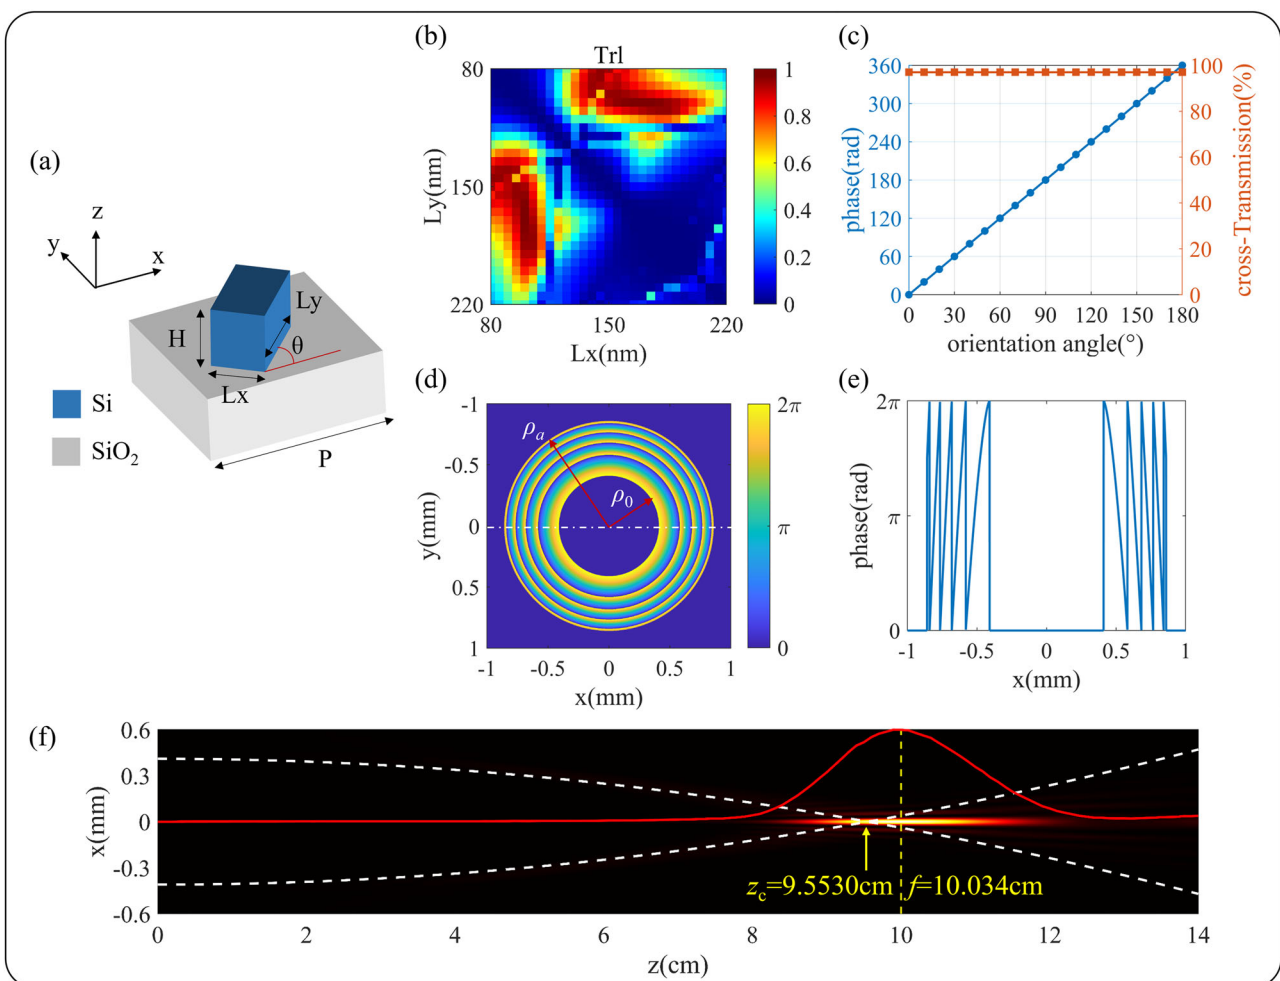 (a)
z
y
x
H
Ly
θ
Lx
P
Si
SiO2
(b)
Trl
80
150
220
Ly(nm)
80
150
220
Lx(nm)
1
0.8
0.6
0.4
0.2
0
(c)
360
300
240
180
120
60
0
phase(rad)
100
80
60
40
20
0
cross-Transmission(%)
0 30 60 90 120 150 180
orientation angle(°)
(d)
-1
-0.5
0
0.5
1
y(mm)
ρa
ρ0
-1 -0.5 0 0.5 1
x(mm)
2π
π
0
(e)
2π
π
0
phase(rad)
-1 -0.5 0 0.5 1
x(mm)
(f)
0.6
0.3
0
-0.3
-0.6
x(mm)
zc=9.5530cm
f=10.034cm
0 2 4 6 8 10 12 14
z(cm)